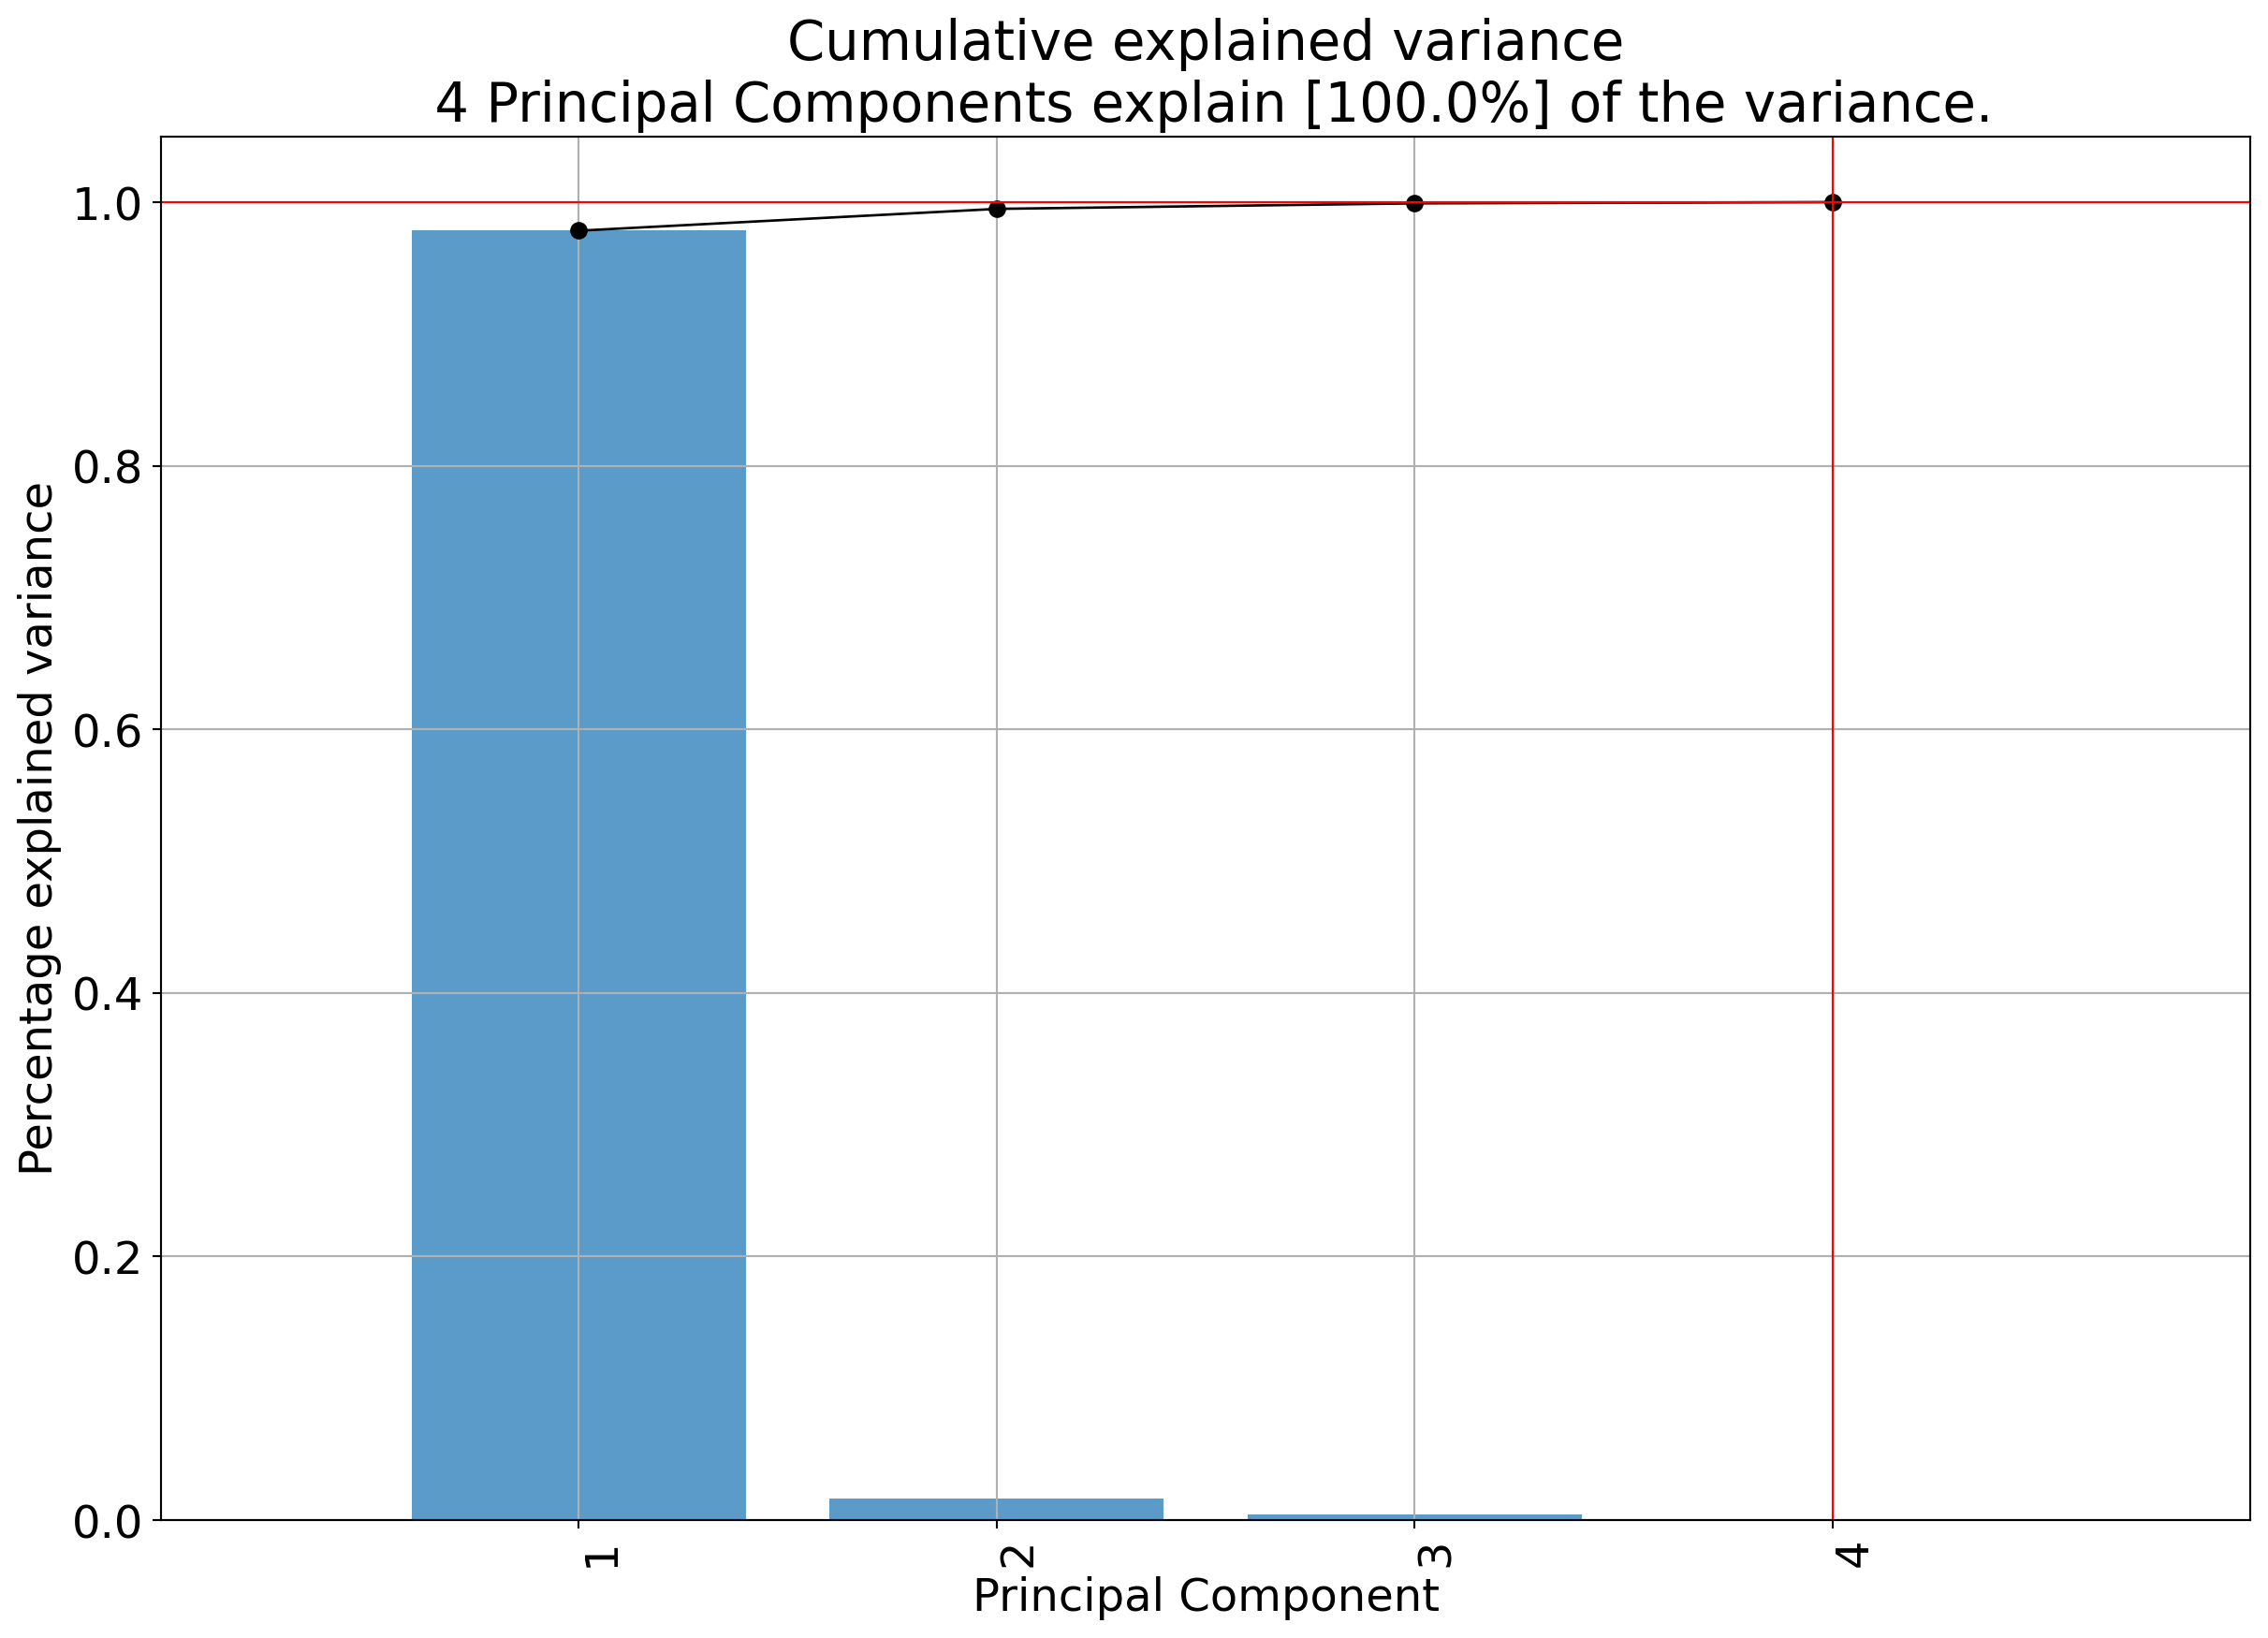 Cumulative explained variance
4 Principal Components explain [100.0%] of the variance.
Percentage explained variance
1.0
0.8
0.6
0.4
0.2
0.0
1
2
3
4
Principal Component